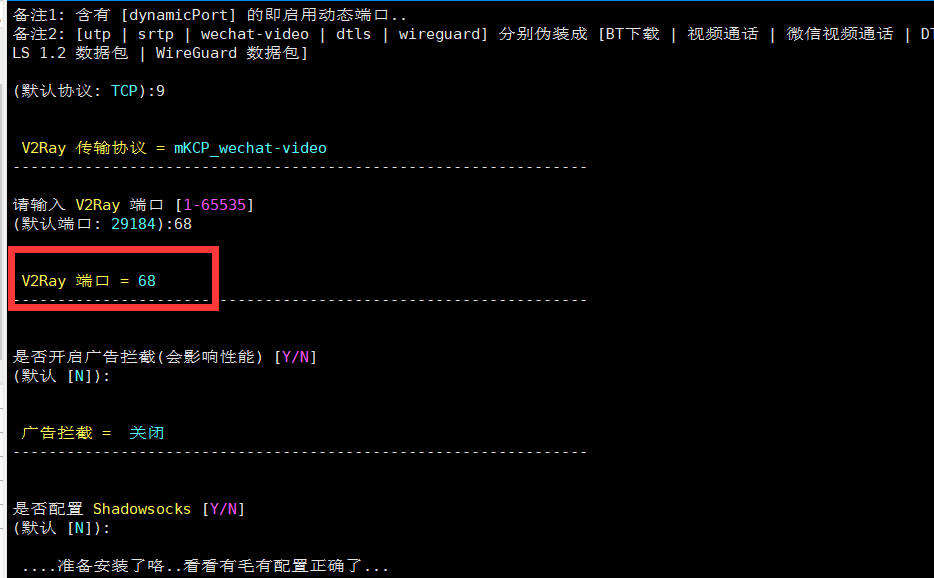 备注1: 含有 [dynamicPort] 的即启用动态端口..
备注2: [utp | srtp | wechat-video | dtls | wireguard] 分别伪装成 [BT下载 | 视频通话 | 微信视频通话 | DT
LS 1.2 数据包 | WireGuard 数据包]
(默认协议: TCP):9
V2Ray 传输协议 = mKCP_wechat-video
----------------------------------------------------------------
请输入 V2Ray 端口 [1-65535]
(默认端口: 29184):68
V2Ray 端口 = 68
----------------------------------------------------------------
是否开启广告拦截(会影响性能) [Y/N]
(默认 [N]):
广告拦截 = 关闭
----------------------------------------------------------------
是否配置 Shadowsocks [Y/N]
(默认 [N]):
....准备安装了咯..看看有毛有配置正确了...